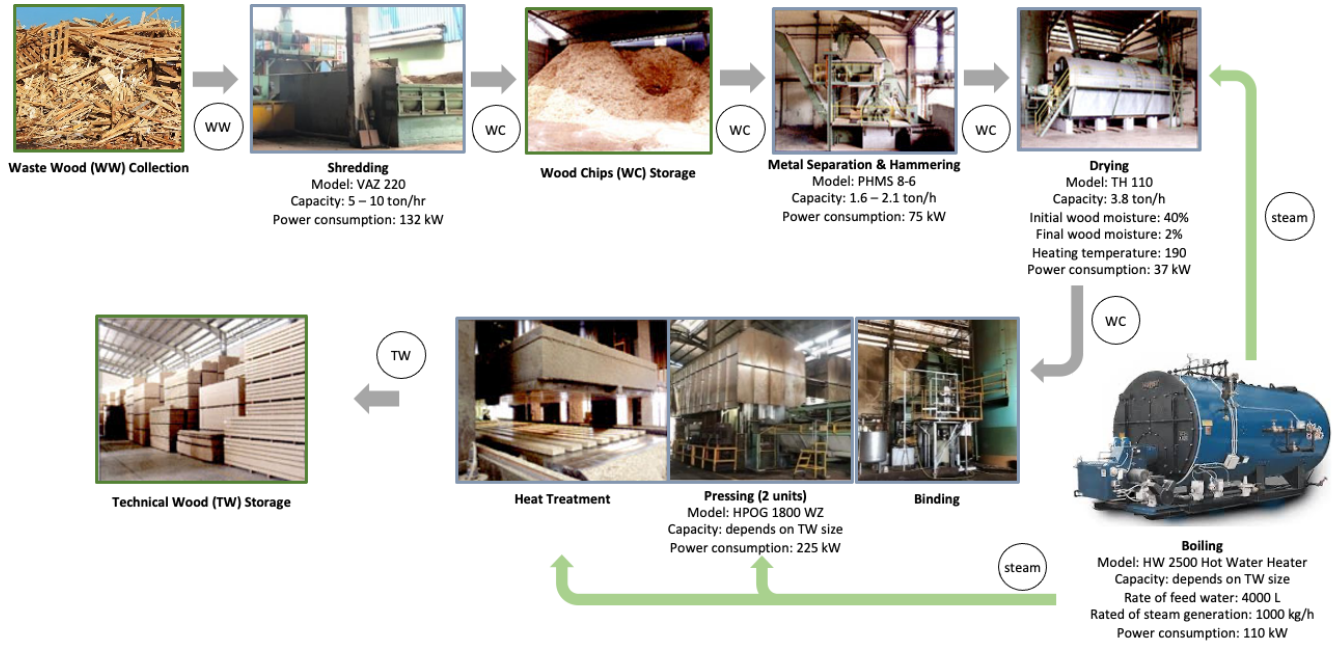 WW
WC
WC
WC
Waste Wood (WW) Collection
Shredding
Model: VAZ 220
Capacity: 5 – 10 ton/hr
Power consumption: 132 kW
Wood Chips (WC) Storage
Metal Separation & Hammering
Model: PHMS 8-6
Capacity: 1.6 – 2.1 ton/h
Power consumption: 75 kW
Drying
Model: TH 110
Capacity: 3.8 ton/h
Initial wood moisture: 40%
Final wood moisture: 2%
Heating temperature: 190
Power consumption: 37 kW
steam
WC
TW
Technical Wood (TW) Storage
Heat Treatment
Pressing (2 units)
Model: HPOG 1800 WZ
Capacity: depends on TW size
Power consumption: 225 kW
Binding
steam
Boiling
Model: HW 2500 Hot Water Heater
Capacity: depends on TW size
Rate of feed water: 4000 L
Rated of steam generation: 1000 kg/h
Power consumption: 110 kW